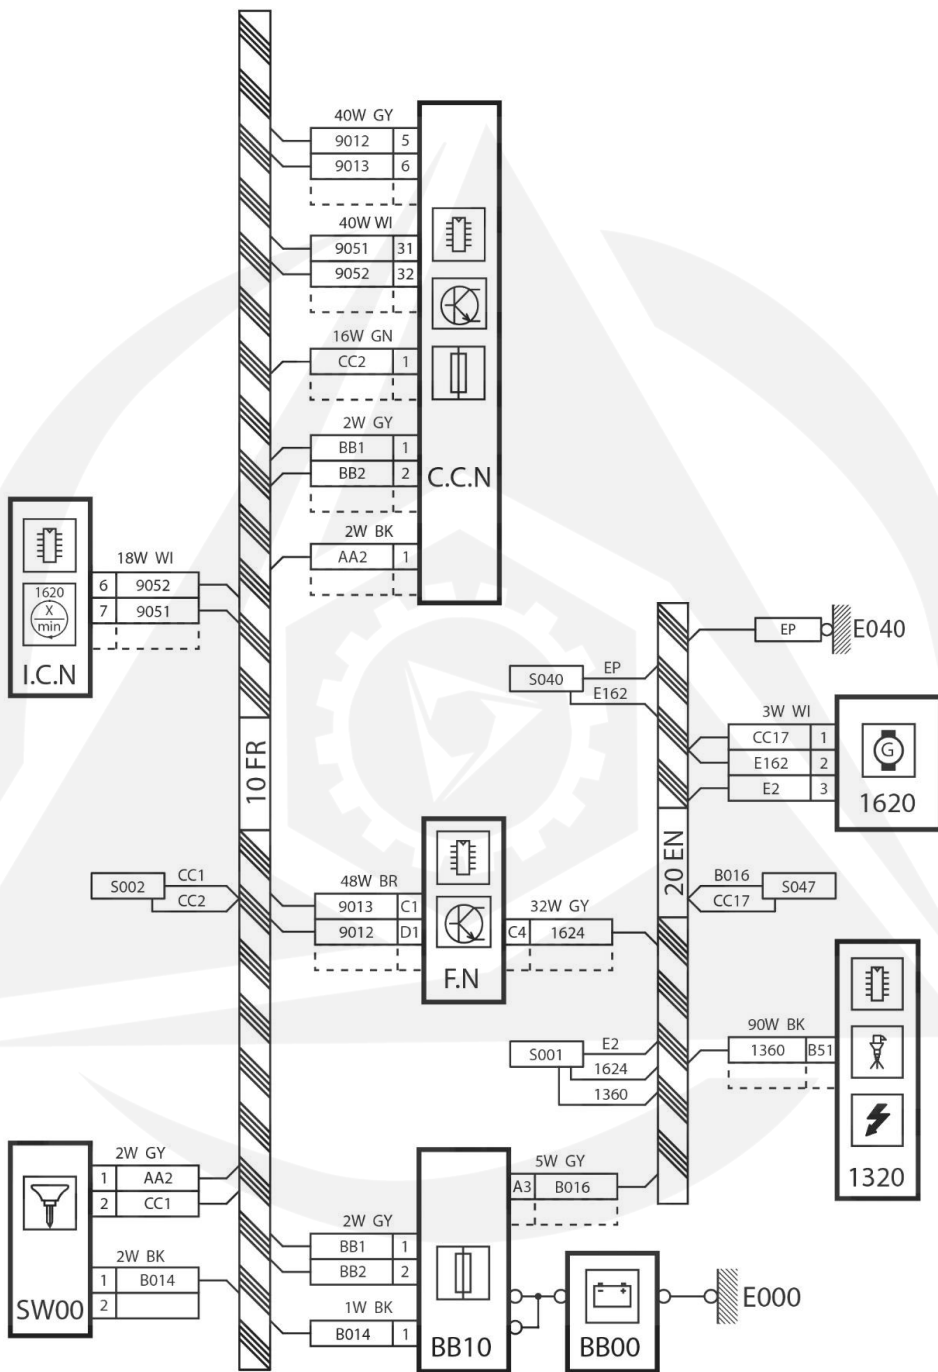 40W GY
9012 5
9013 6
40W WI
9051 31
9052 32
16W GN
CC2 1
2W GY
BB1 1
BB2 2
C.C.N
2W BK
AA2 1
18W WI
6 9052
7 9051
1620
X
min
I.C.N
EP
E040
S040
EP
E162
3W WI
CC17 1
E162 2
E2 3
G
1620
10 FR
20 EN
S002
CC1
CC2
48W BR
9013 C1
9012 D1
F.N
32W GY
C4 1624
B016
CC17
S047
S001
E2
1624
1360
90W BK
1360 B51
1320
2W GY
1 AA2
2 CC1
2W BK
1 B014
2
SW00
5W GY
A3 B016
2W GY
BB1 1
BB2 2
1W BK
B014 1
BB10
BB00
E000